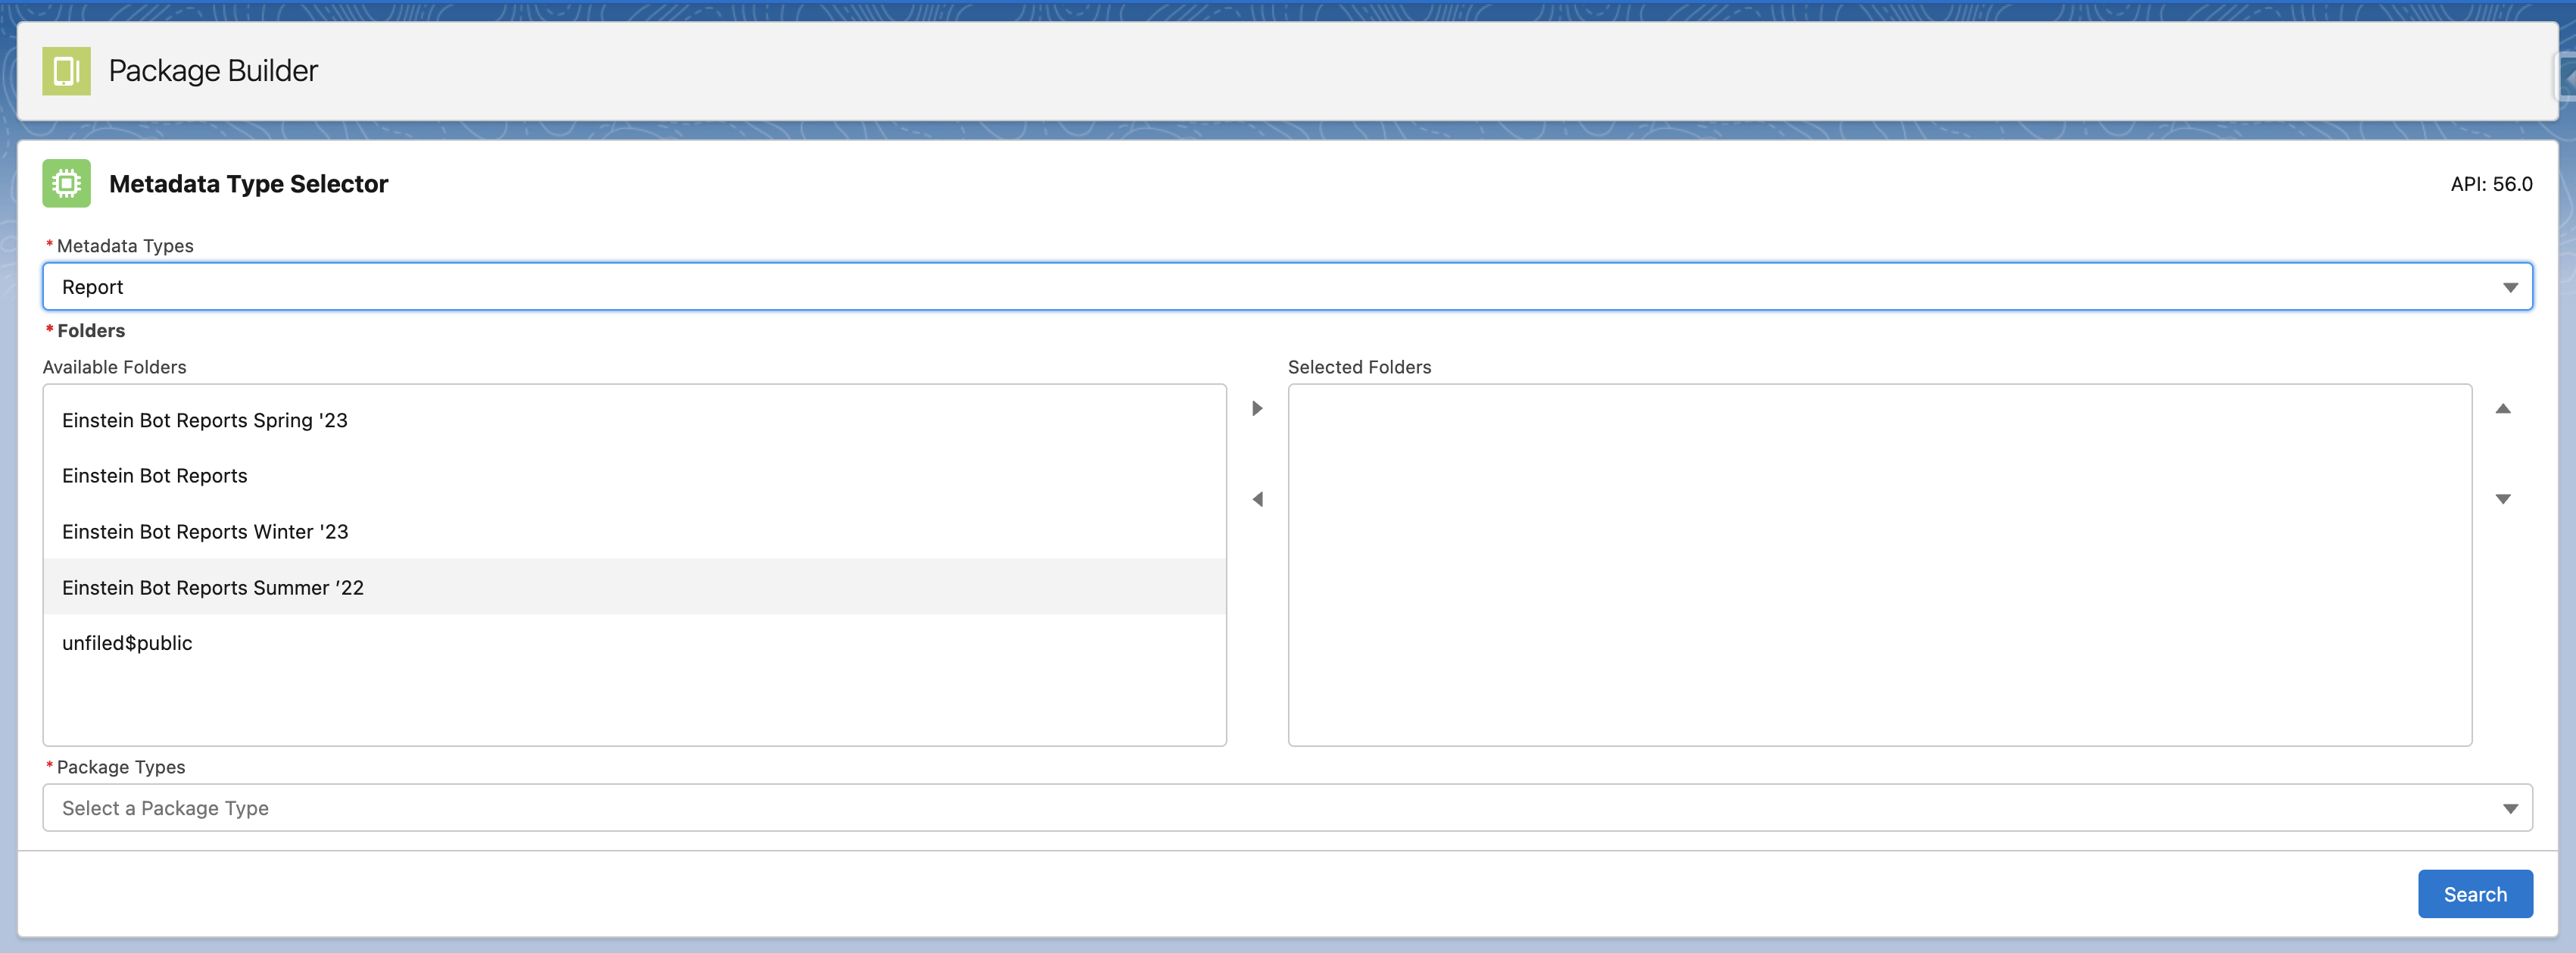 Package Builder
Metadata Type Selector
API: 56.0
* Metadata Types
Report
* Folders
Available Folders
Selected Folders
Einstein Bot Reports Spring '23
Einstein Bot Reports
Einstein Bot Reports Winter '23
Einstein Bot Reports Summer ’22
unfiled$public
* Package Types
Select a Package Type
Search